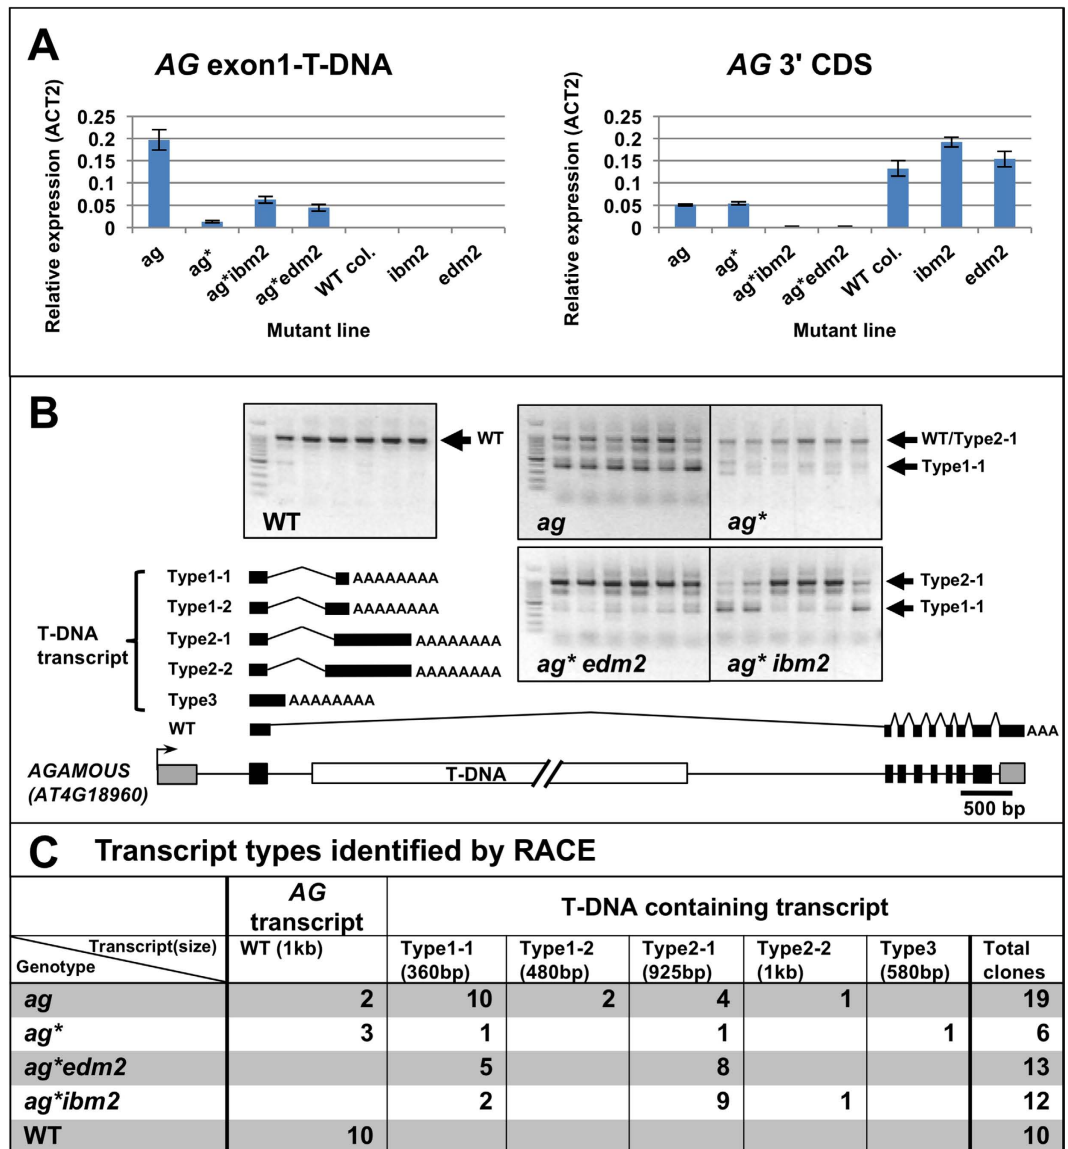 A
AG exon1-T-DNA
Relative expression (ACT2)
0.25
0.2
0.15
0.1
0.05
0
ag
ag*
ag*ibm2
ag*edm2
WT col.
ibm2
edm2
Mutant line
AG 3' CDS
Relative expression (ACT2)
0.25
0.2
0.15
0.1
0.05
0
ag
ag*
ag*ibm2
ag*edm2
WT col.
ibm2
edm2
Mutant line
B
WT
WT
ag
ag*
WT/Type2-1
Type1-1
ag* edm2
ag* ibm2
Type2-1
Type1-1
T-DNA
transcript
Type1-1
AAAAAAAA
Type1-2
AAAAAAAA
Type2-1
AAAAAAAA
Type2-2
AAAAAAAA
Type3
AAAAAAAA
WT
AAA
AGAMOUS
(AT4G18960)
T-DNA
500 bp
C Transcript types identified by RACE
AG
transcript
T-DNA containing transcript
Transcript(size)
Genotype
WT (1kb)
Type1-1
(360bp)
Type1-2
(480bp)
Type2-1
(925bp)
Type2-2
(1kb)
Type3
(580bp)
Total
clones
ag 2 10 2 4 1 19
ag* 3 1 1 1 6
ag*edm2 5 8 13
ag*ibm2 2 9 1 12
WT 10 10